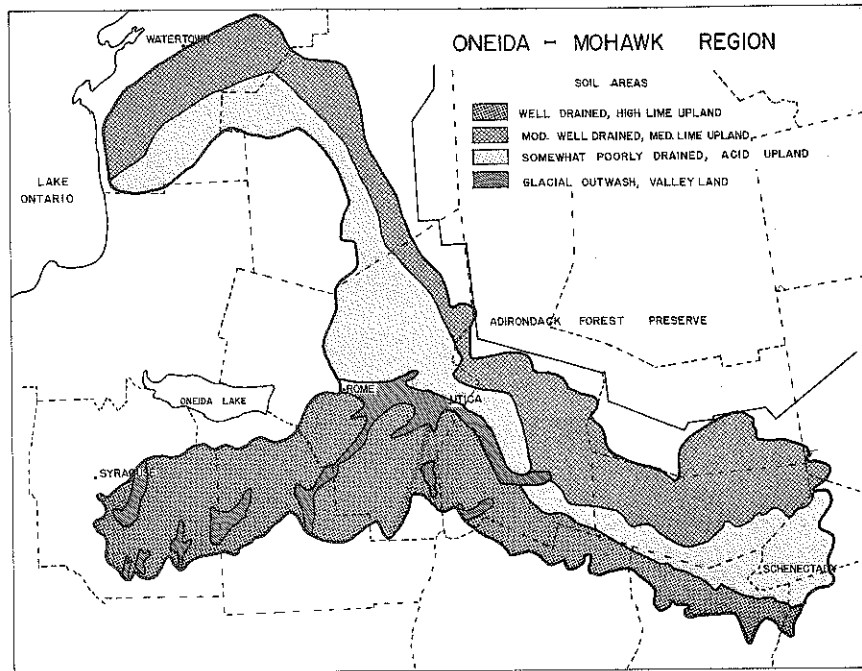 ONEIDA - MOHAWK REGION
WATERTOWN
SOIL AREAS
WELL DRAINED, HIGH LIME UPLAND
MOD. WELL DRAINED, MED. LIME UPLAND
SOMEWHAT POORLY DRAINED, ACID UPLAND
GLACIAL OUTWASH, VALLEY LAND
LAKE
ONTARIO
ADIRONDACK FOREST PRESERVE
ROME
ONEIDA LAKE
UTICA
SYRACUSE
SCHENECTADY